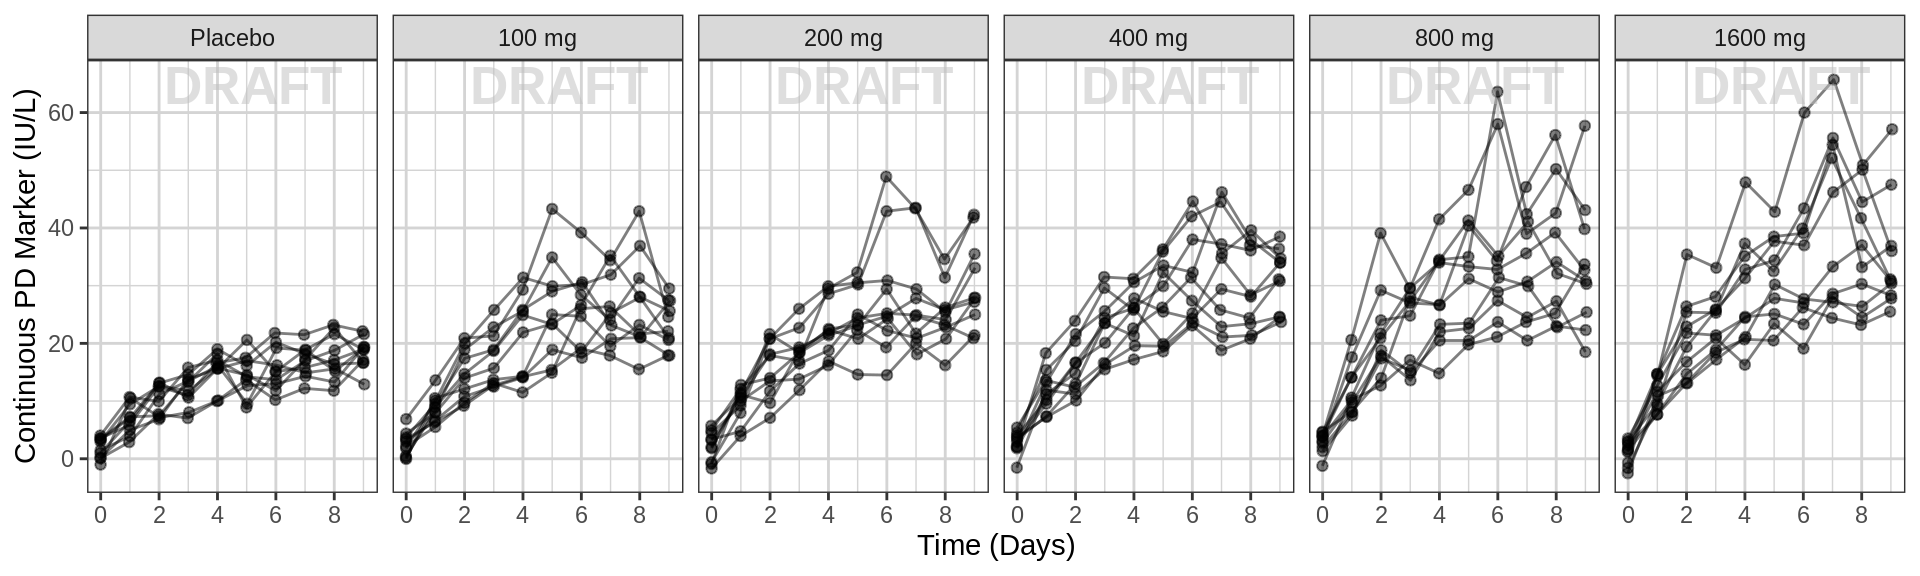 Placebo 100 mg 200 mg 400 mg 800 mg 1600 mg
DRAFT DRAFT DRAFT DRAFT DRAFT DRAFT
Continuous PD Marker (IU/L)
60
40
20
0
0 2 4 6 8 0 2 4 6 8 0 2 4 6 8 0 2 4 6 8 0 2 4 6 8 0 2 4 6 8
Time (Days)